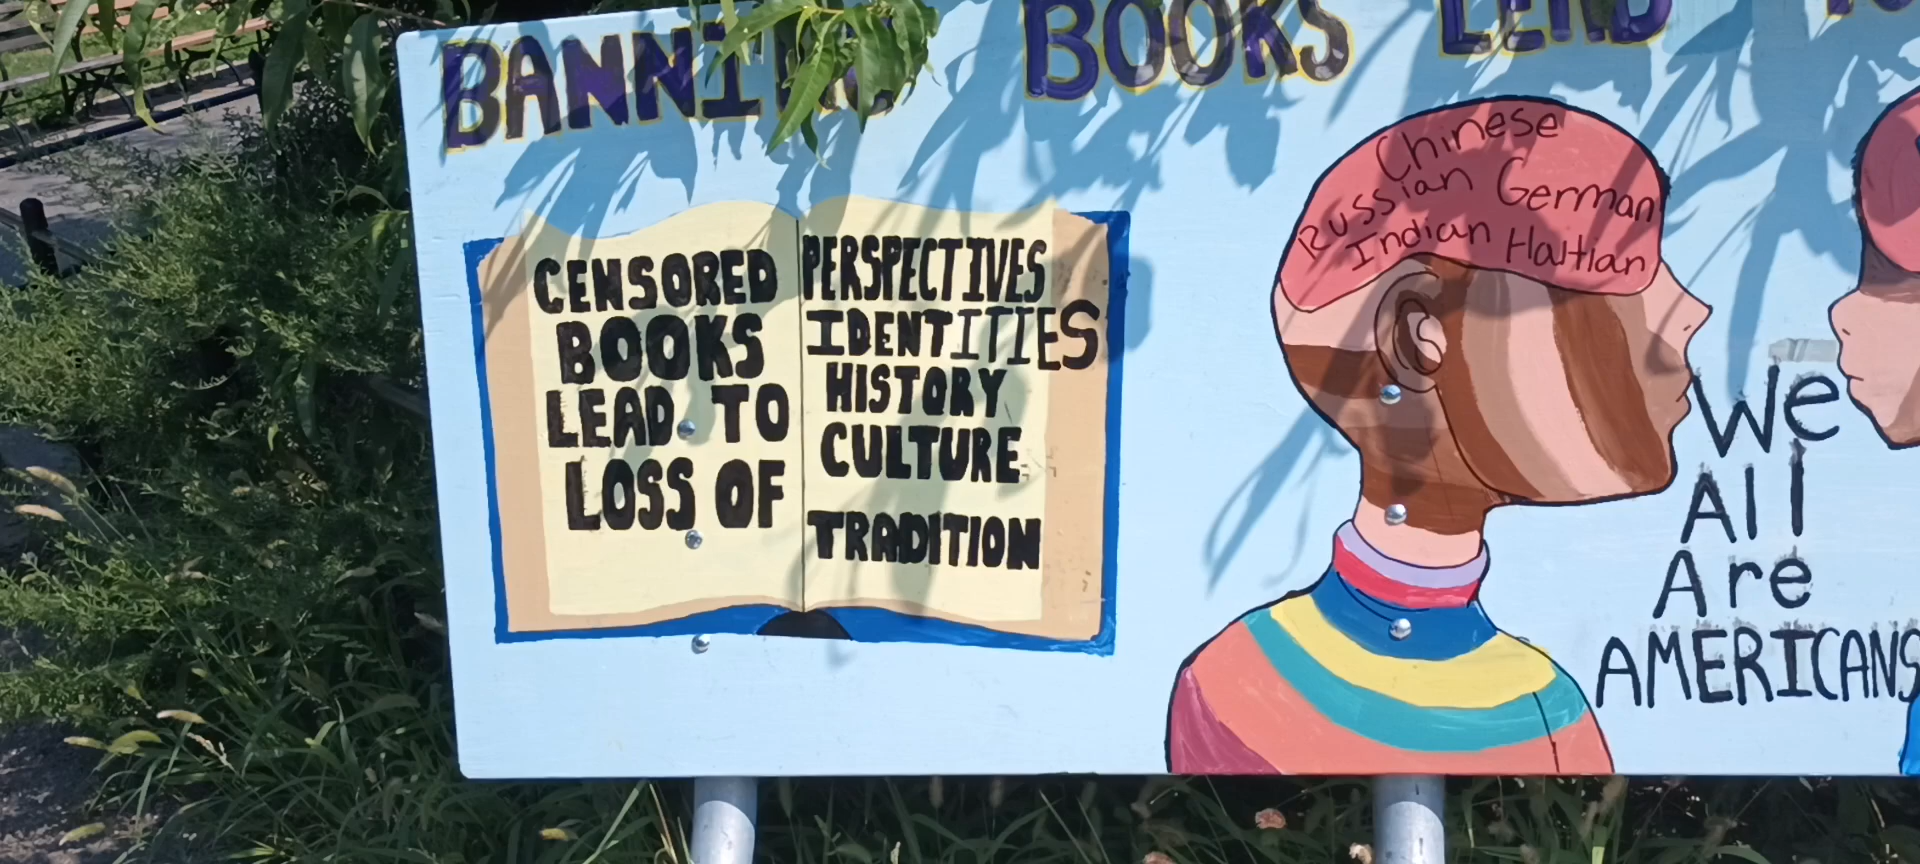 BANNING BOOKS LEAD TO
CENSORED
BOOKS
LEAD TO
LOSS OF
PERSPECTIVES
IDENTITIES
HISTORY
CULTURE
TRADITION
Chinese
Russian German
Indian Haitian
We
All
Are
AMERICANS